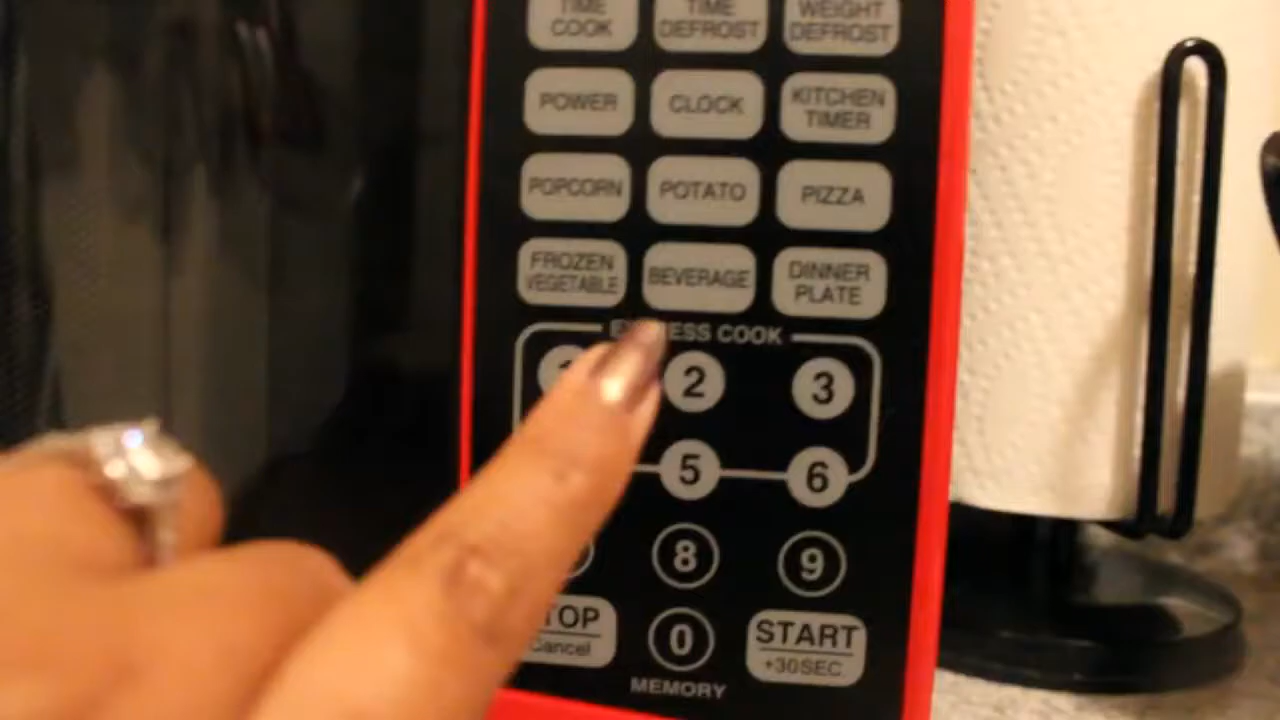 TIME
COOK
TIME
DEFROST
WEIGHT
DEFROST
POWER
CLOCK
KITCHEN
TIMER
POPCORN
POTATO
PIZZA
FROZEN
VEGETABLE
BEVERAGE
DINNER
PLATE
COOK
2
3
5
6
8
9
TOP
Cancel
0
START
+30SEC
MEMORY